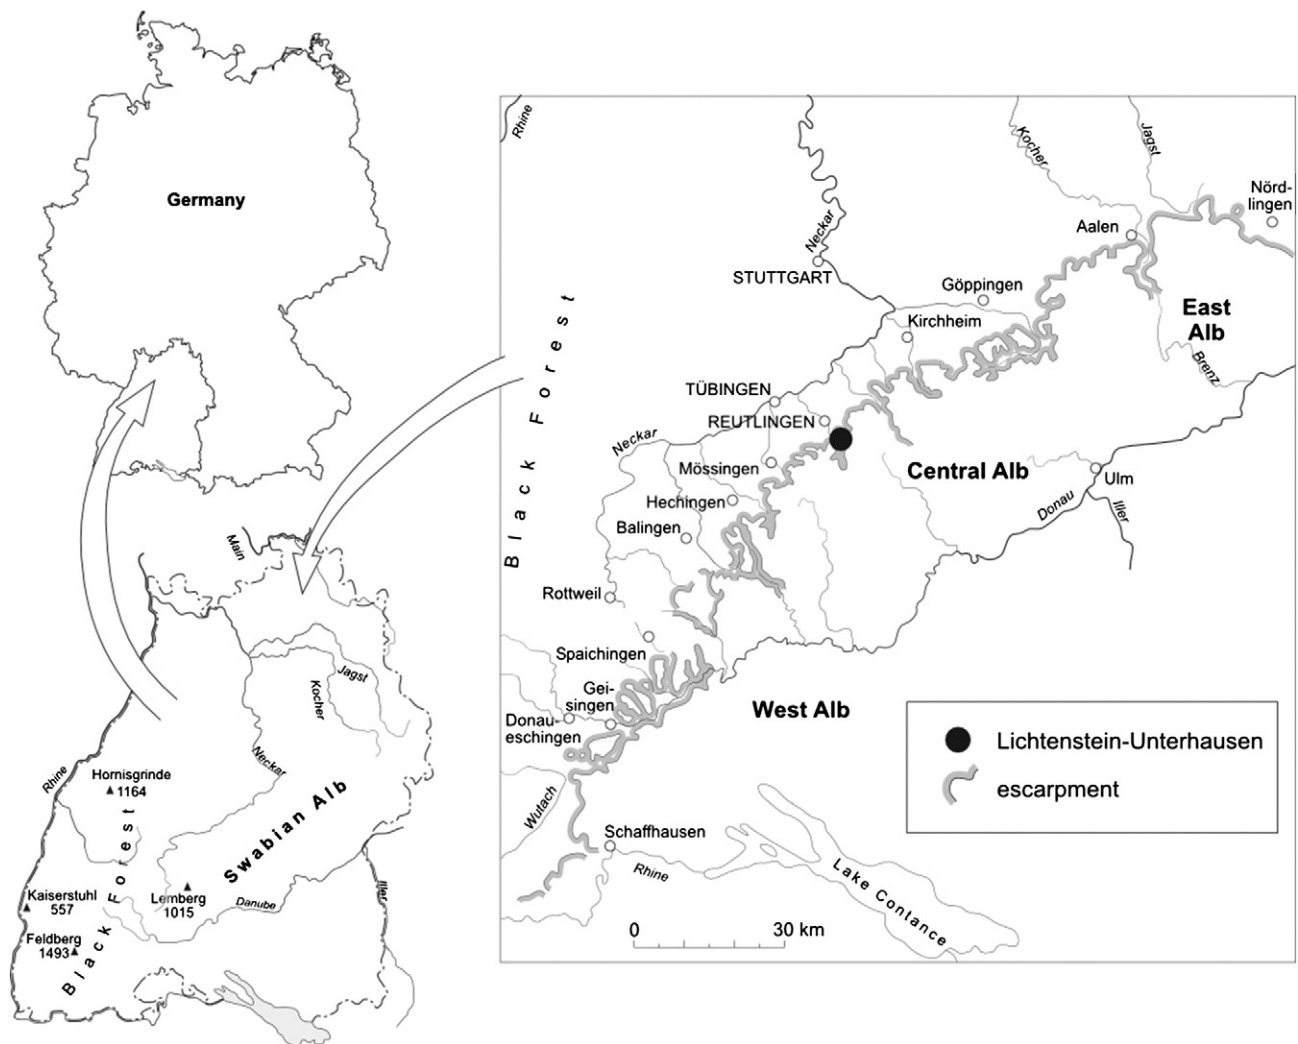 Germany
Main
Jagst
Kocher
Neckar
Rhine
Hornisgrinde
1164
Swabian Alb
Black Forest
Kaiserstuhl
557
Lemberg
1015
Danube
Iller
Feldberg
1493
Rhine
Neckar
Kocher
Jagst
Nörd-
lingen
Aalen
STUTTGART
Göppingen
Kirchheim
East
Alb
Brenz
Black Forest
TÜBINGEN
REUTLINGEN
Neckar
Mössingen
Central Alb
Ulm
Hechingen
Donau
Iller
Balingen
Rottweil
Spaichingen
Gei-
singen
West Alb
Donau-
eschingen
Wutach
Schaffhausen
Rhine
Lake Contance
0 30 km
Lichtenstein-Unterhausen
escarpment